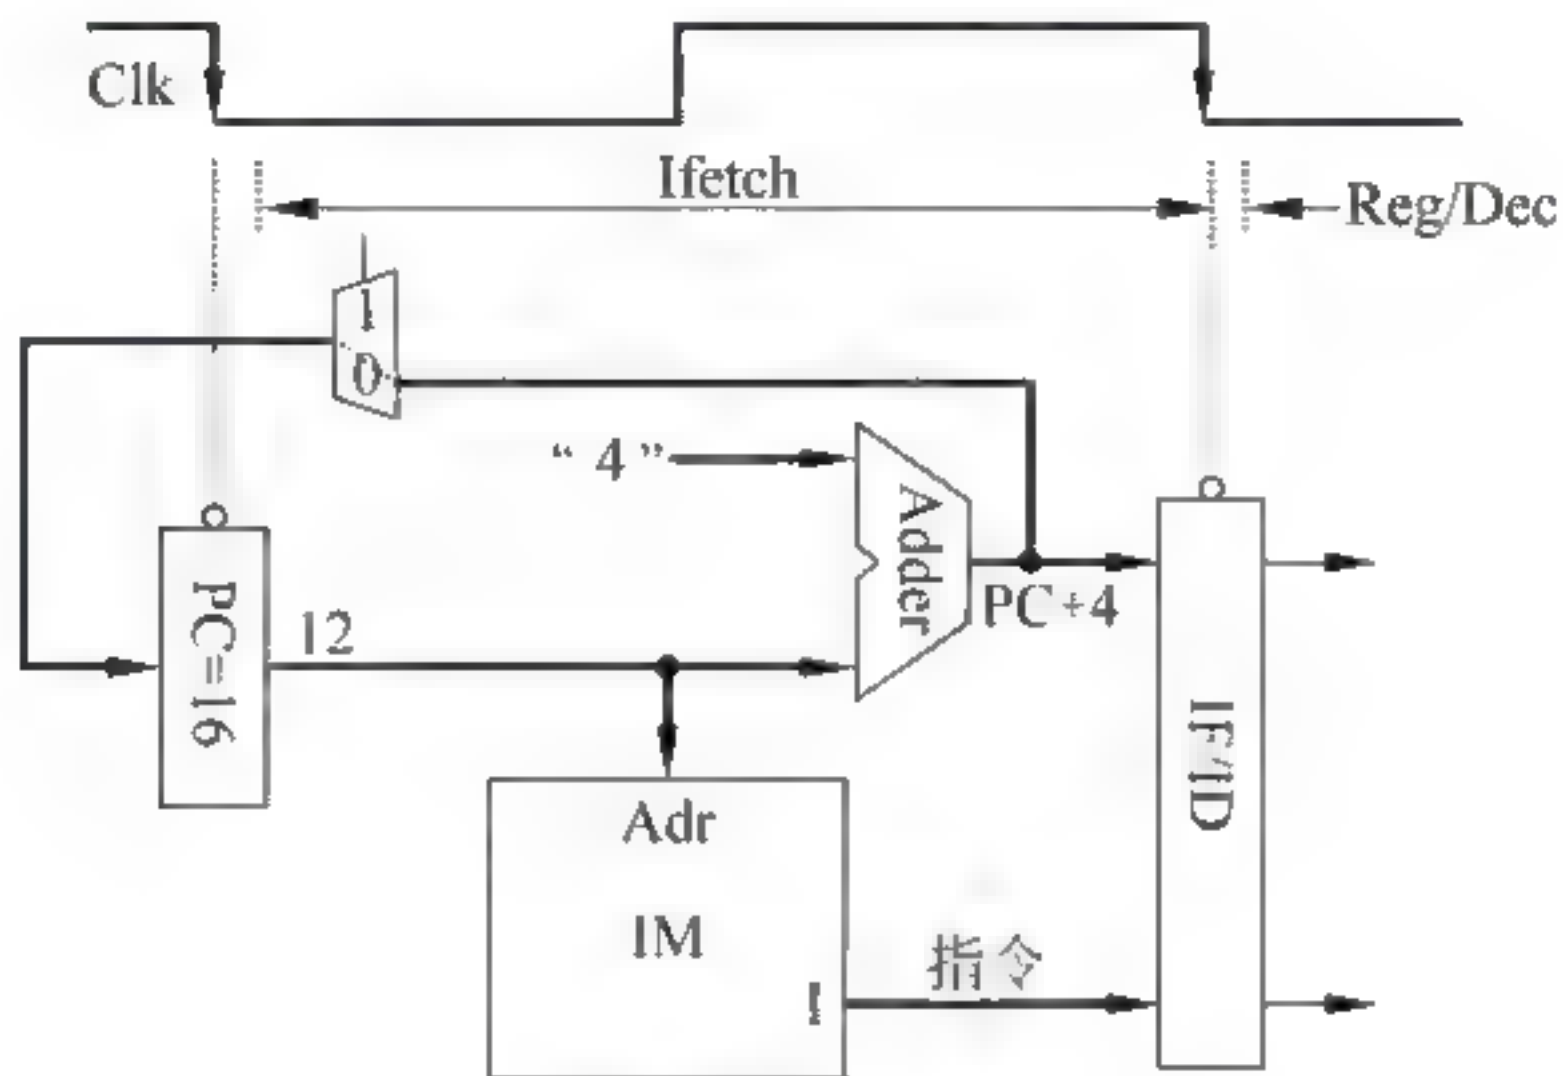 Clk
Ifetch
Reg/Dec
1
0
“4”
Adder
PC+4
PC=16
12
IF/ID
Adr
IM
I
指令